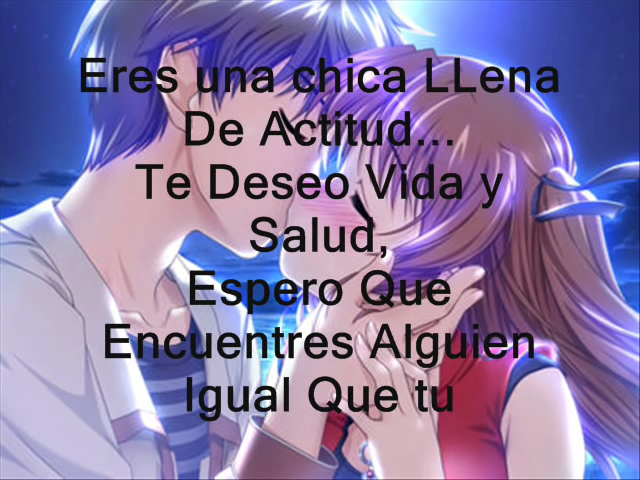 Eres una chica LLena
De Actitud...
Te Deseo Vida y
Salud,
Espero Que
Encuentres Alguien
Igual Que tu